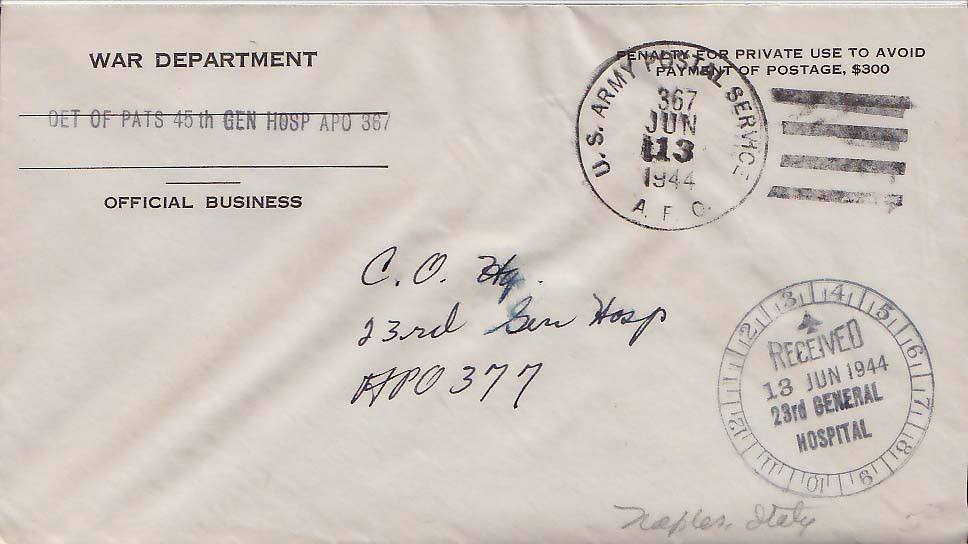 WAR DEPARTMENT
DET OF PATS 45th GEN HOSP APO 367
OFFICIAL BUSINESS
PENALTY FOR PRIVATE USE TO AVOID
PAYMENT OF POSTAGE, $300
U.S. ARMY POSTAL SERVICE
367
JUN
13
1944
A. P. O.
C. O. Hq.
23rd Gen Hosp
APO 377
1 2 3 4 5 6 7 8 9 10 11 12
RECEIVED
13 JUN 1944
23rd GENERAL
HOSPITAL
Naples, Italy